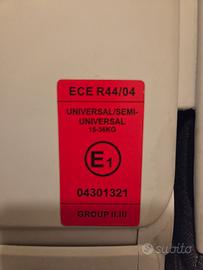 ECE R44/04
UNIVERSAL/SEMI-
UNIVERSAL
15-36KG
E1
04301321
GROUP II.III
subito